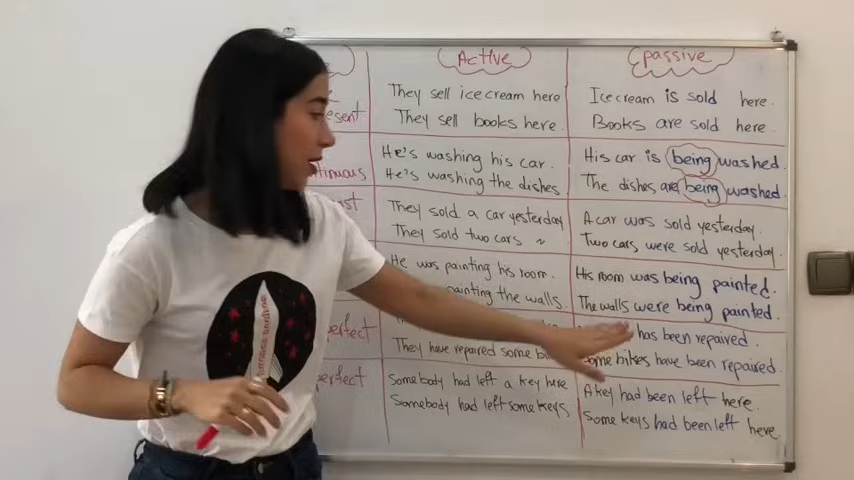 Active
passive
They sell ice cream here
They sell books here.
Ice cream is sold here.
Books are sold here.
He's washing his car.
He's washing the dishes
His car is being washed.
The dishes are being washed.
They sold a car yesterday
They sold two cars ~
A car was sold yesterday.
Two cars were sold yesterday.
He was painting his room.
painting the walls.
His room was being painted.
The walls were being painted.
They have repaired some
has been repaired.
some bikes have been repaired.
perfect
perfect
Somebody had left a key here
Somebody had left some keys
A key had been left here.
Some keys had been left here.